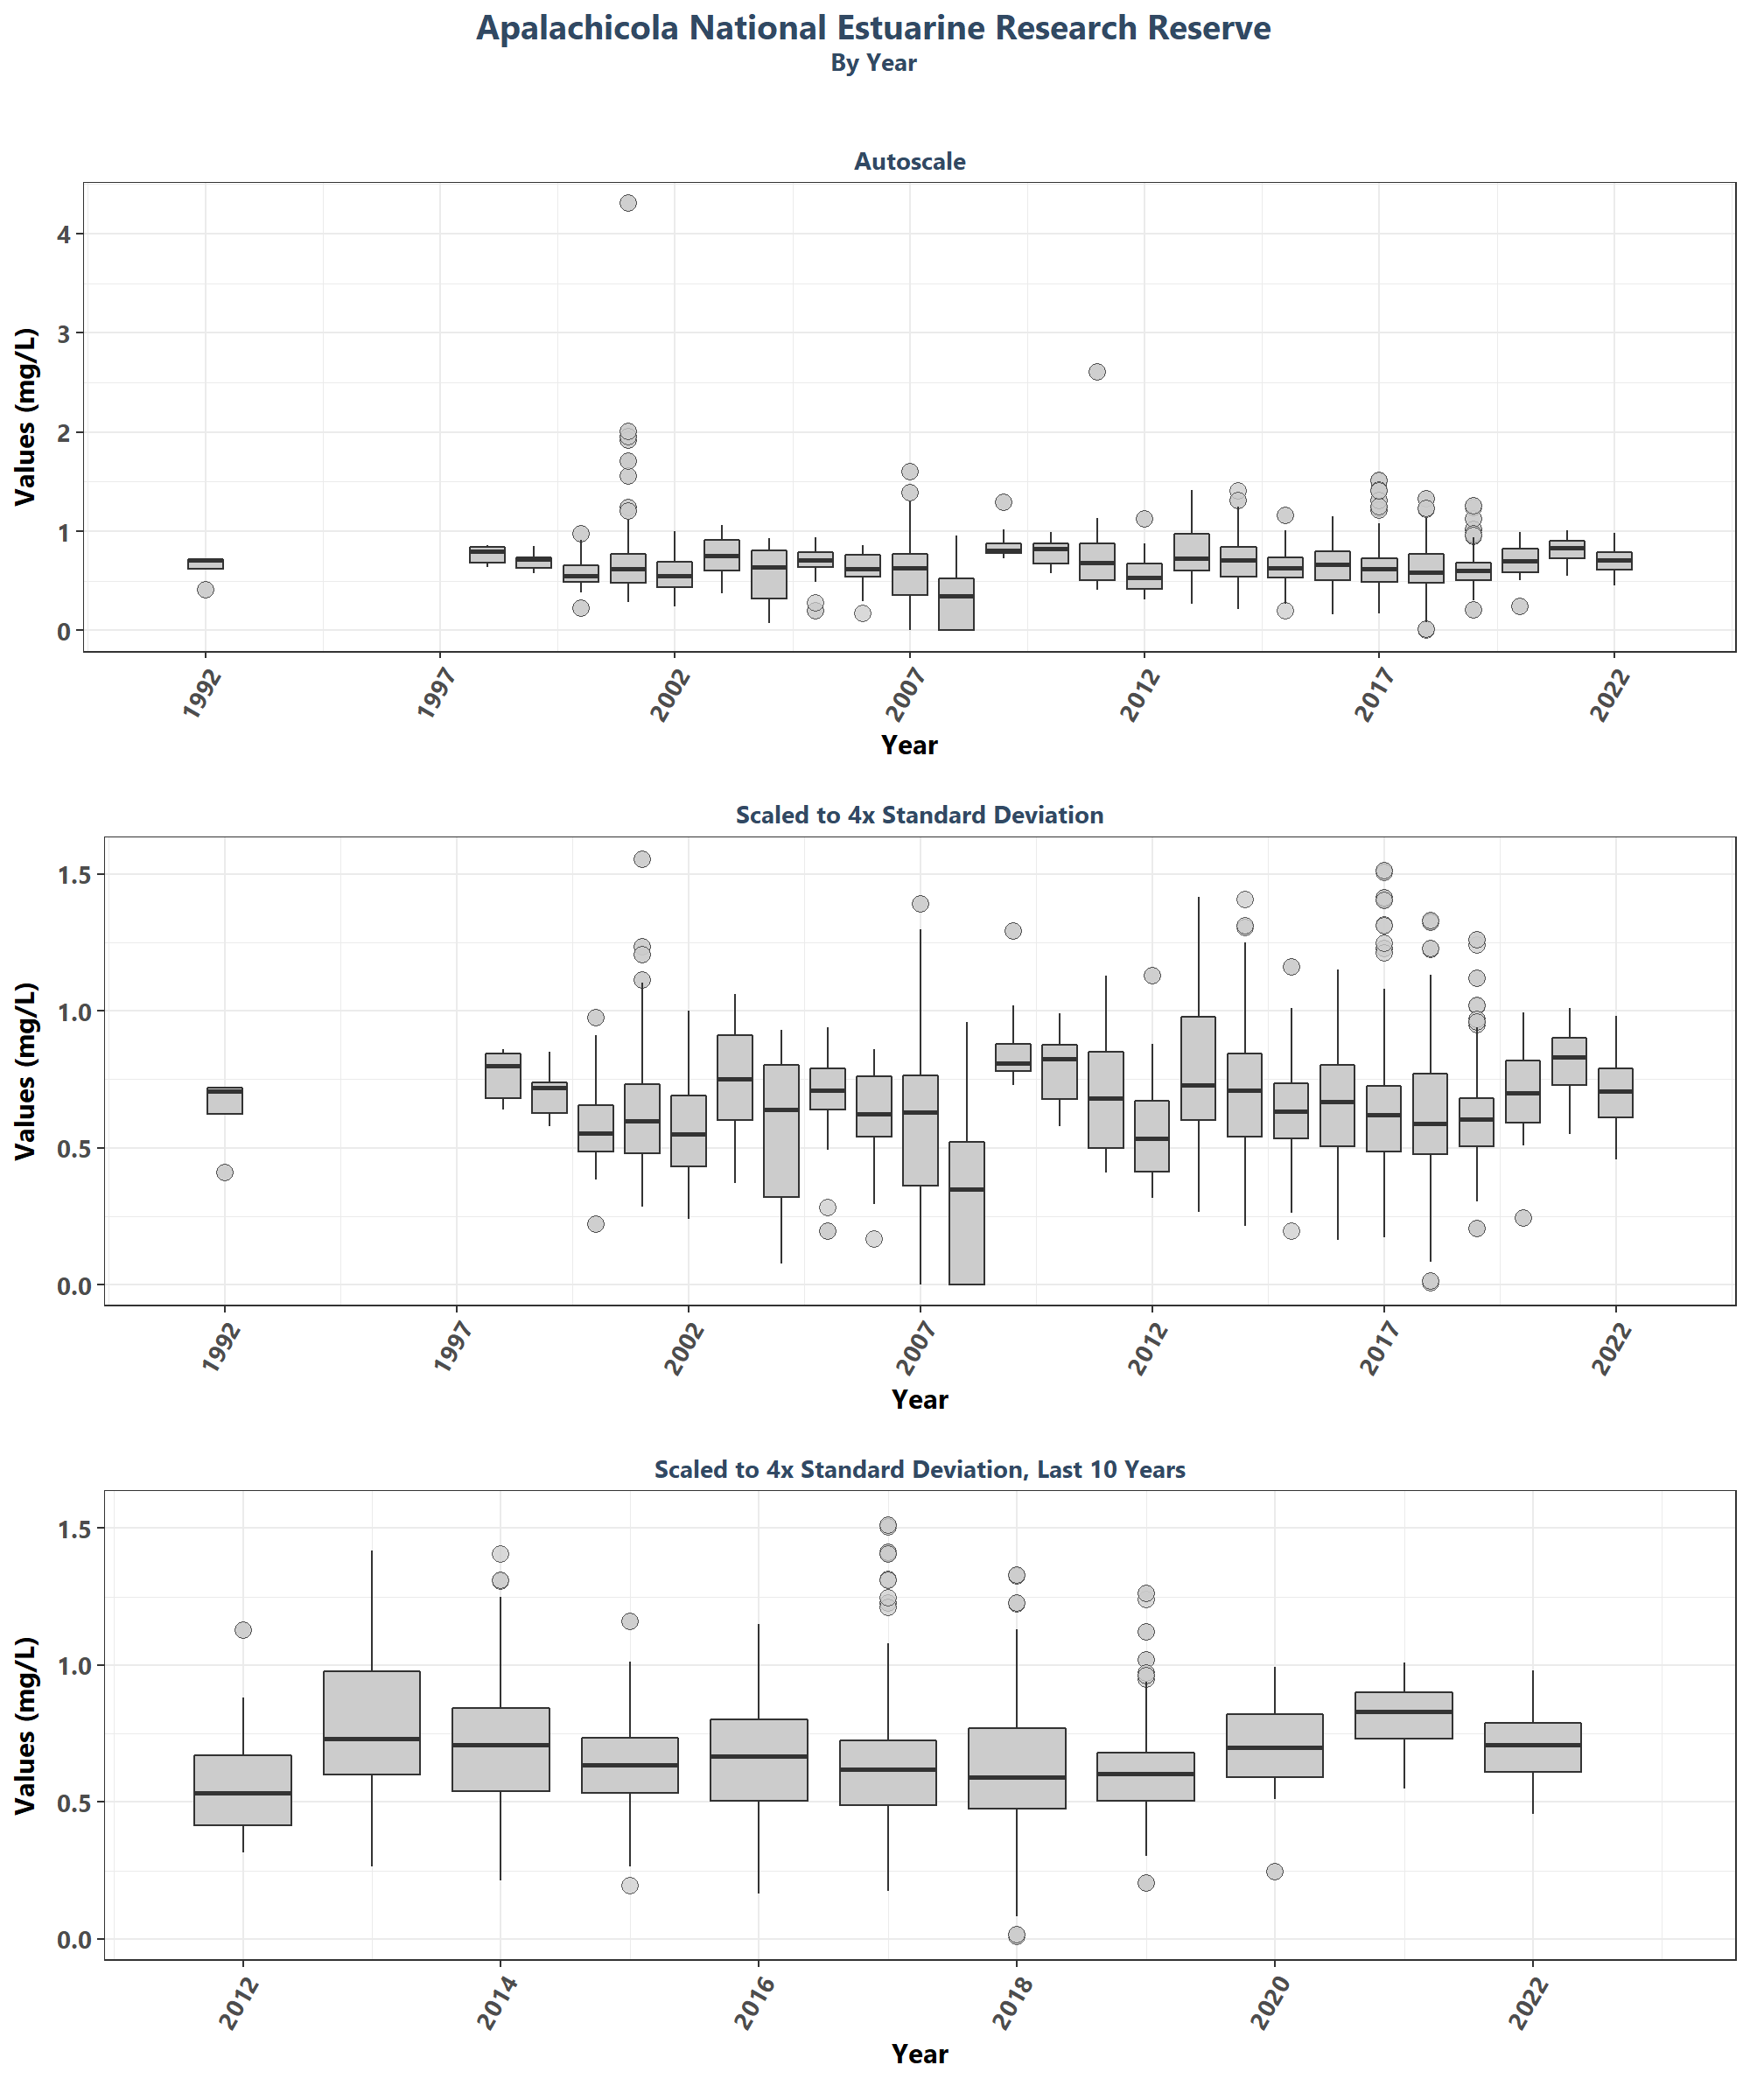 Apalachicola National Estuarine Research Reserve
By Year
Autoscale
Values (mg/L)
4
3
2
1
0
1992 1997 2002 2007 2012 2017 2022
Year
Scaled to 4x Standard Deviation
Values (mg/L)
1.5
1.0
0.5
0.0
1992 1997 2002 2007 2012 2017 2022
Year
Scaled to 4x Standard Deviation, Last 10 Years
Values (mg/L)
1.5
1.0
0.5
0.0
2012 2014 2016 2018 2020 2022
Year